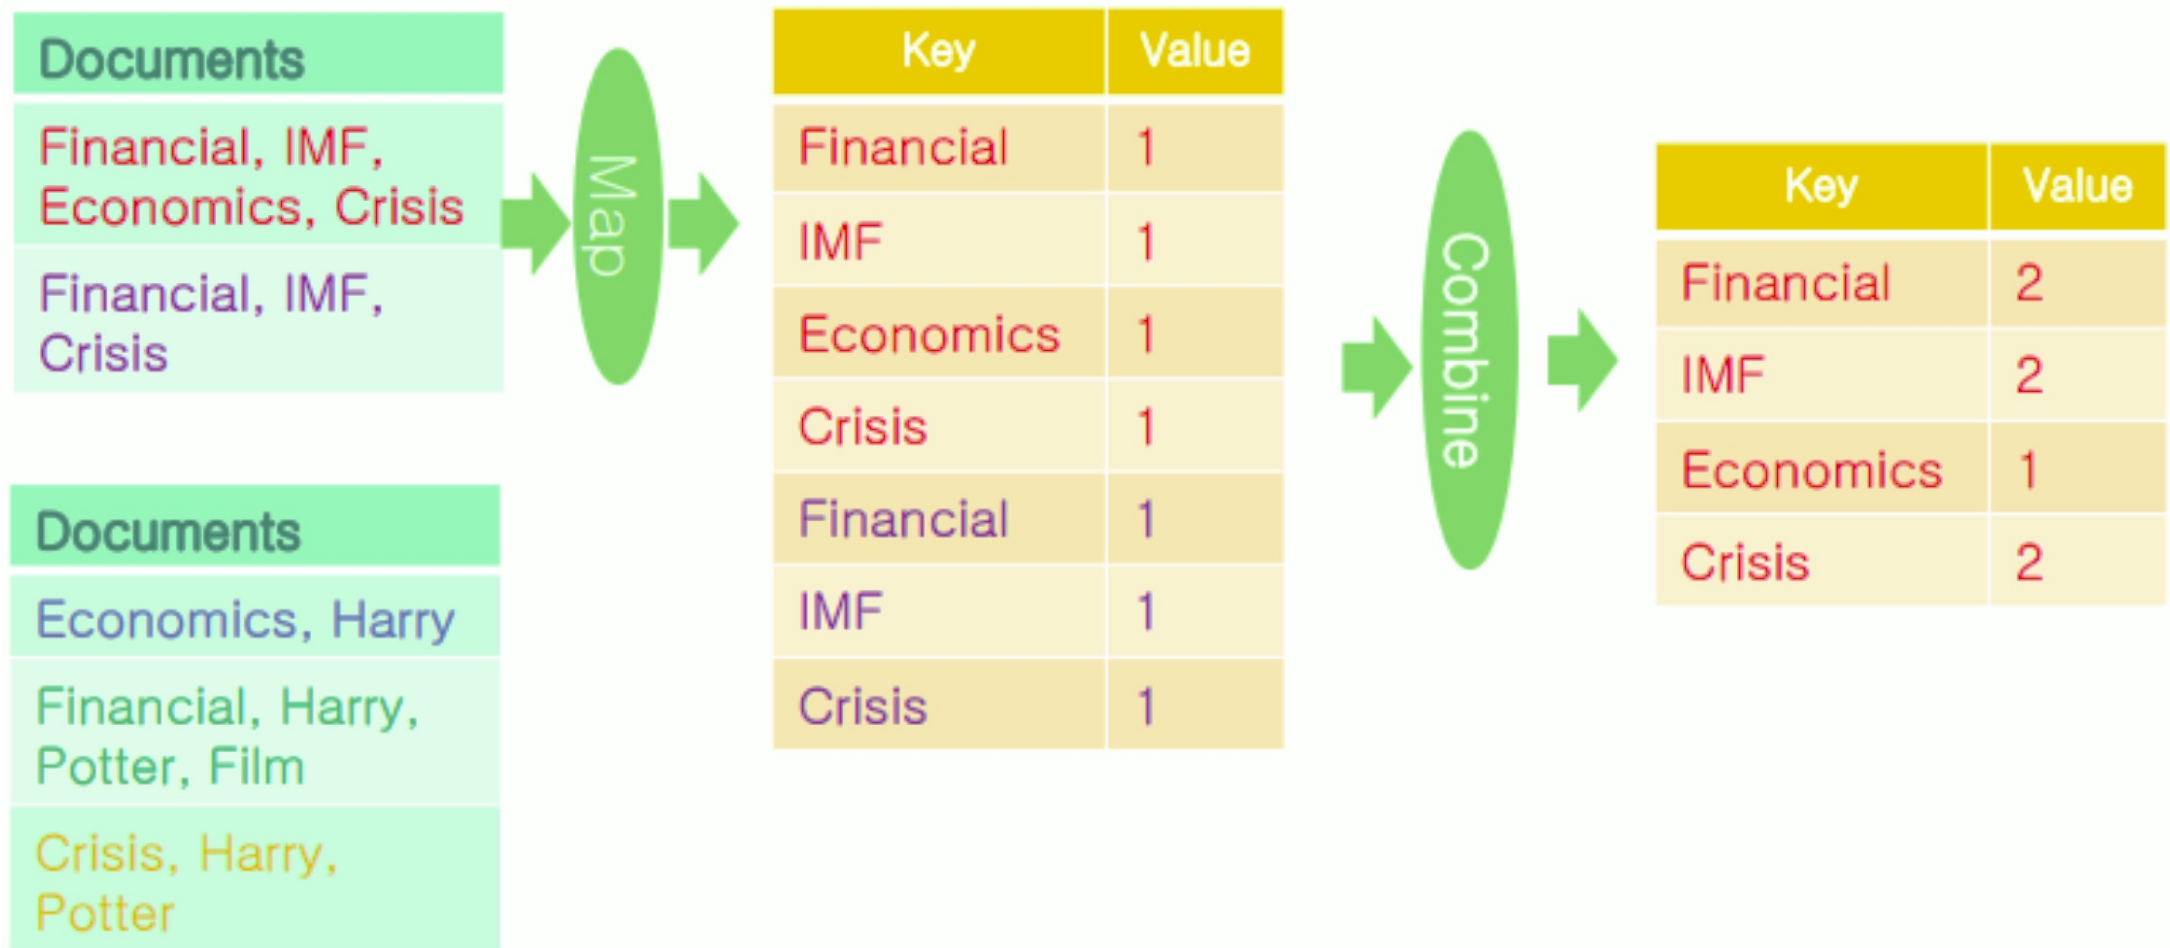 Documents
Financial, IMF,
Economics, Crisis
Financial, IMF,
Crisis
Map
Key Value
Financial 1
IMF 1
Economics 1
Crisis 1
Financial 1
IMF 1
Crisis 1
Combine
Key Value
Financial 2
IMF 2
Economics 1
Crisis 2
Documents
Economics, Harry
Financial, Harry,
Potter, Film
Crisis, Harry,
Potter